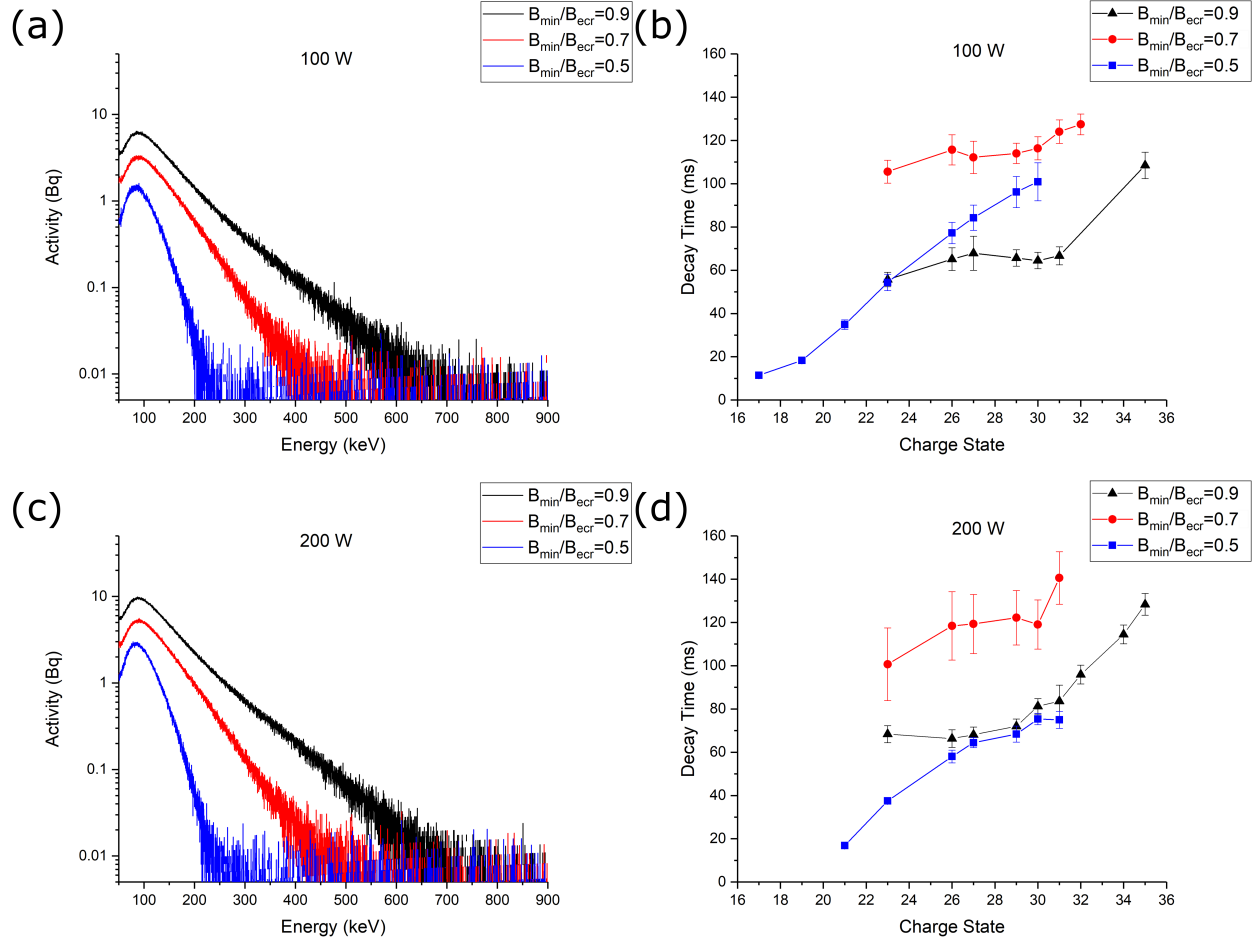 (a)
100 W
B_min/B_ecr=0.9
B_min/B_ecr=0.7
B_min/B_ecr=0.5
10
1
0.1
0.01
Activity (Bq)
100 200 300 400 500 600 700 800 900
Energy (keV)
(b)
100 W
B_min/B_ecr=0.9
B_min/B_ecr=0.7
B_min/B_ecr=0.5
160
140
120
100
80
60
40
20
0
Decay Time (ms)
16 18 20 22 24 26 28 30 32 34 36
Charge State
(c)
200 W
B_min/B_ecr=0.9
B_min/B_ecr=0.7
B_min/B_ecr=0.5
10
1
0.1
0.01
Activity (Bq)
100 200 300 400 500 600 700 800 900
Energy (keV)
(d)
200 W
B_min/B_ecr=0.9
B_min/B_ecr=0.7
B_min/B_ecr=0.5
160
140
120
100
80
60
40
20
0
Decay Time (ms)
16 18 20 22 24 26 28 30 32 34 36
Charge State